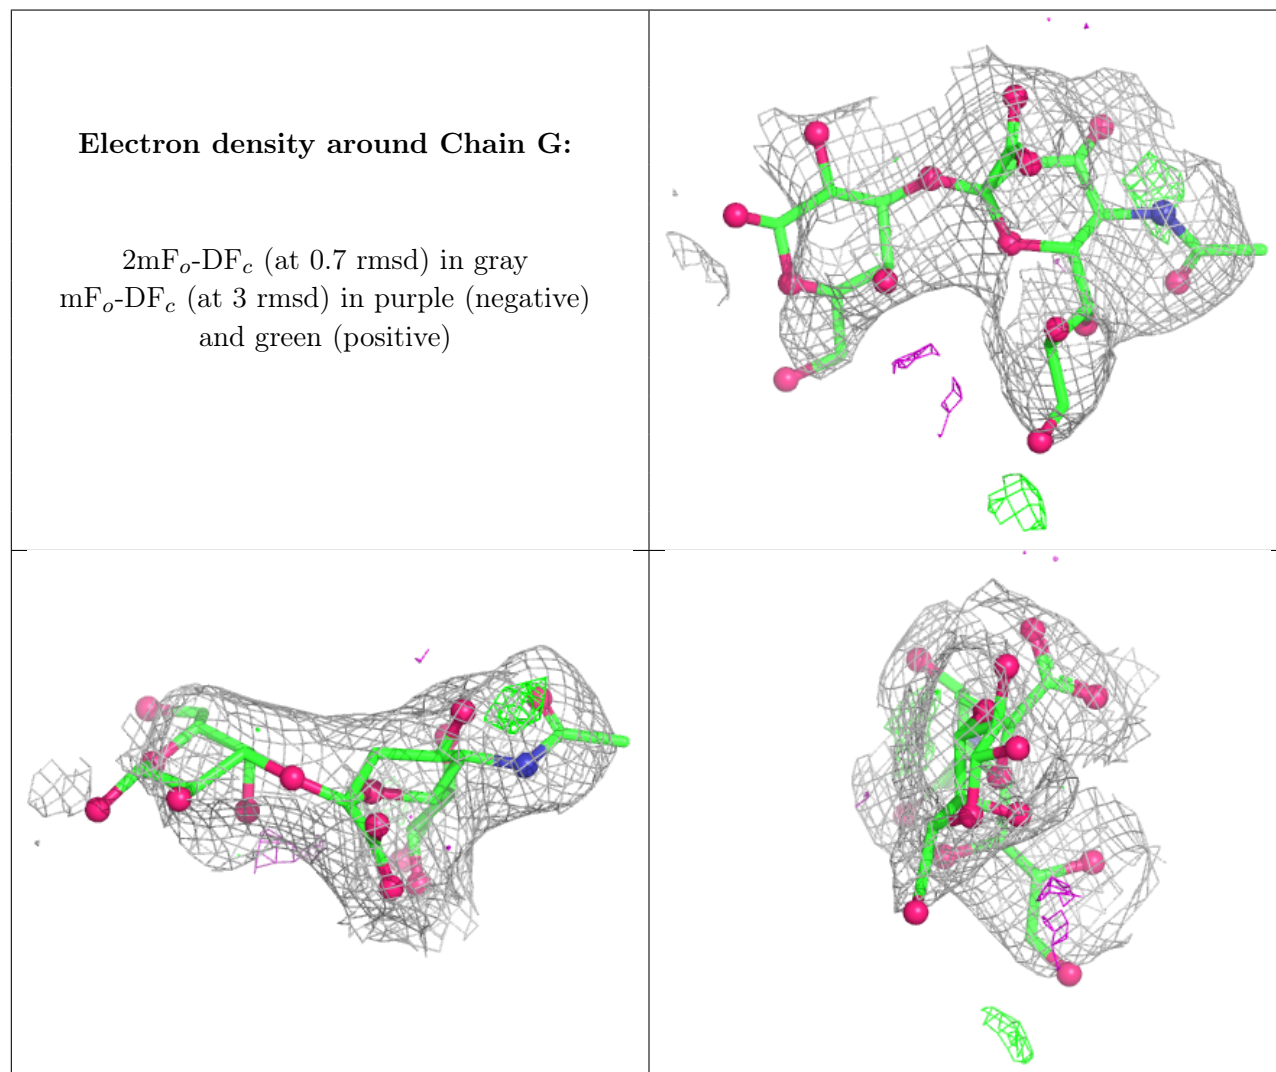 Electron density around Chain G:
2mFo-DFc (at 0.7 rmsd) in gray
mFo-DFc (at 3 rmsd) in purple (negative)
and green (positive)